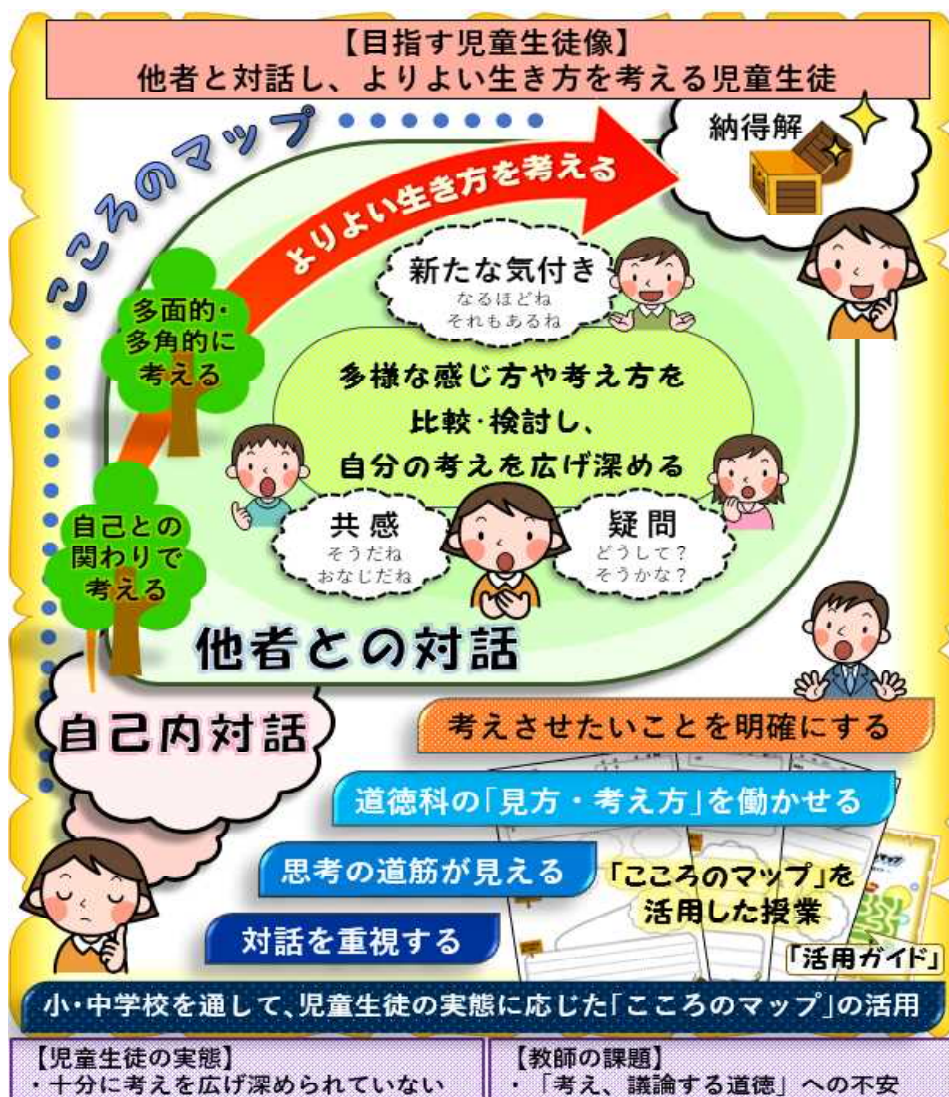 【目指す児童生徒像】
他者と対話し、よりよい生き方を考える児童生徒
こころのマップ
納得解
よりよい生き方を考える
新たな気付き
なるほどね
それもあるね
多面的・
多角的に
考える
多様な感じ方や考え方を
比較・検討し、
自分の考えを広げ深める
共感
そうだね
おなじだね
疑問
どうして？
そうかな？
自己との
関わりで
考える
他者との対話
自己内対話
考えさせたいことを明確にする
道徳科の「見方・考え方」を働かせる
思考の道筋が見える
「こころのマップ」を
活用した授業
対話を重視する
「活用ガイド」
小・中学校を通して、児童生徒の実態に応じた「こころのマップ」の活用
【児童生徒の実態】
・十分に考えを広げ深められていない
【教師の課題】
・「考え、議論する道徳」への不安